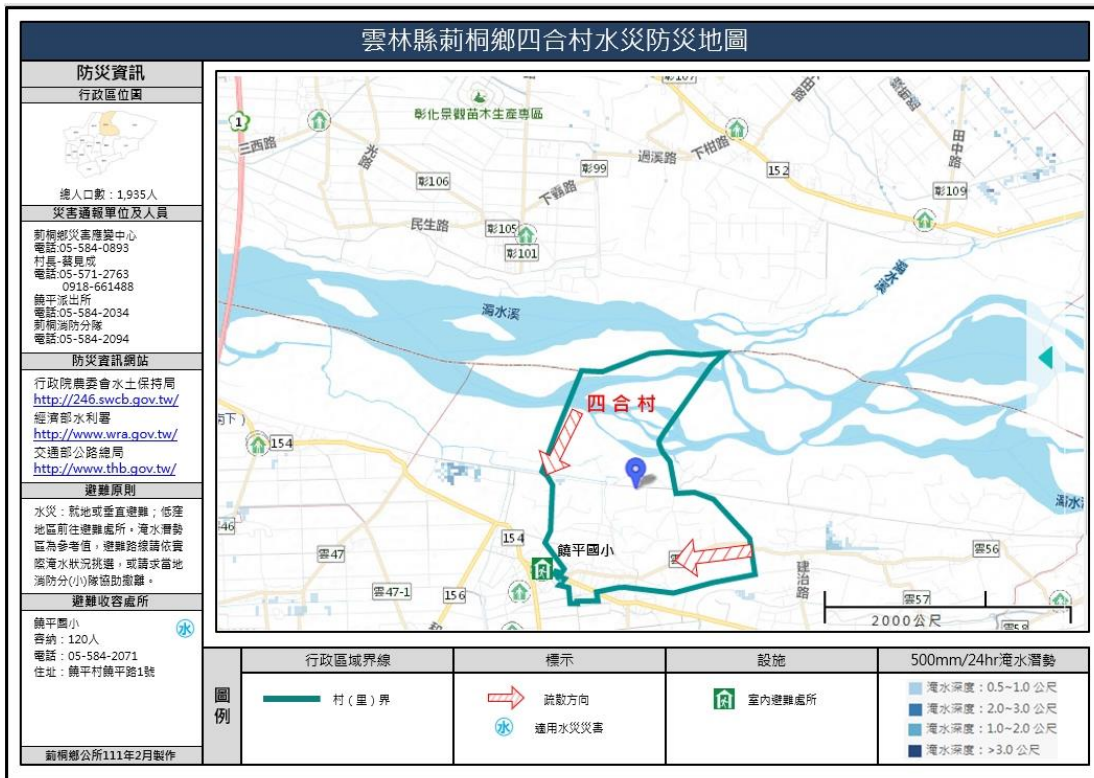 雲林縣莿桐鄉四合村水災防災地圖
防災資訊
行政區位圖
總人口數：1,935人
災害通報單位及人員
莿桐鄉災害應變中心
電話:05-584-0893
村長-蔡見成
電話:05-571-2763
0918-661488
饒平派出所
電話:05-584-2034
莿桐消防分隊
電話:05-584-2094
防災資訊網站
行政院農委會水土保持局
http://246.swcb.gov.tw/
經濟部水利署
http://www.wra.gov.tw/
交通部公路總局
http://www.thb.gov.tw/
避難原則
水災：就地或垂直避難；低窪
地區前往避難處所。淹水潛勢
區為參考值，避難路線請依實
際淹水狀況挑選，或請求當地
消防分(小)隊協助撤離。
避難收容處所
饒平國小
水
容納：120人
電話：05-584-2071
住址：饒平村饒平路1號
莿桐鄉公所111年2月製作
彰化景觀苗木生產專區
1
三西路
光路
彰106
民生路
彰105
彰101
下霸路
彰99
過溪路
下柑路
152
田中路
彰109
濁水溪
四合村
南下）
154
154
饒平國小
雲47
雲47-1
156
雲56
建治路
雲57
雲58
2000公尺
圖例
行政區域界線
標示
設施
500mm/24hr淹水潛勢
村（里）界
疏散方向
水
適用水災災害
室內避難處所
淹水深度：0.5~1.0 公尺
淹水深度：2.0~3.0 公尺
淹水深度：1.0~2.0 公尺
淹水深度：>3.0 公尺